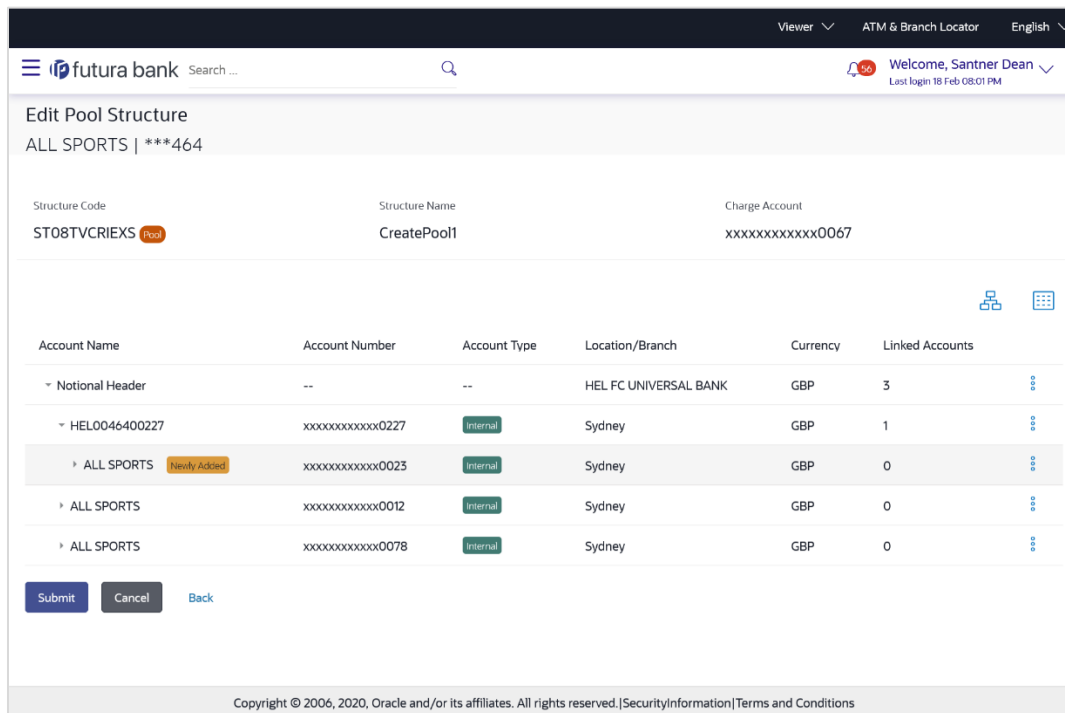 Viewer ATM & Branch Locator English
futura bank Search ... 56 Welcome, Santner Dean
Last login 18 Feb 08:01 PM
Edit Pool Structure
ALL SPORTS | ***464
Structure Code Structure Name Charge Account
ST08TVCRIEXS Pool CreatePool1 xxxxxxxxxxxx0067
Account Name Account Number Account Type Location/Branch Currency Linked Accounts
Notional Header -- -- HEL FC UNIVERSAL BANK GBP 3
HEL0046400227 xxxxxxxxxxxx0227 Internal Sydney GBP 1
ALL SPORTS Newly Added xxxxxxxxxxxx0023 Internal Sydney GBP 0
ALL SPORTS xxxxxxxxxxxx0012 Internal Sydney GBP 0
ALL SPORTS xxxxxxxxxxxx0078 Internal Sydney GBP 0
Submit Cancel Back
Copyright © 2006, 2020, Oracle and/or its affiliates. All rights reserved.|SecurityInformation|Terms and Conditions